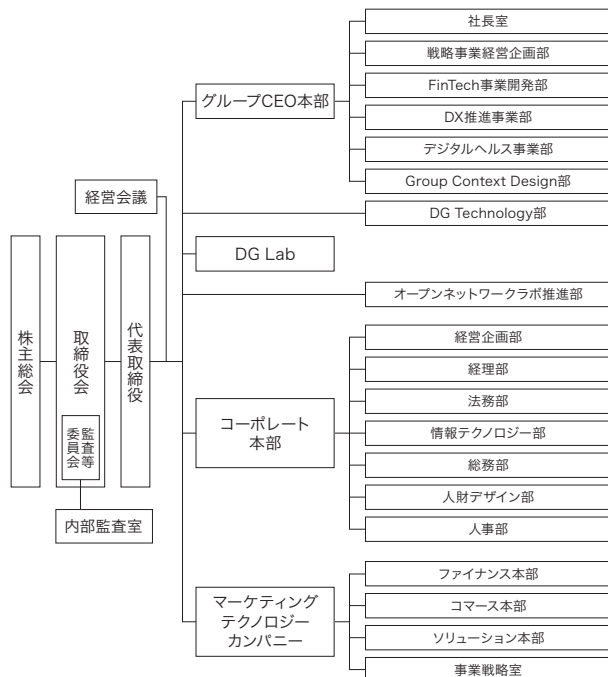 株主総会
取締役会
監査等
委員会
内部監査室
代表取締役
経営会議
グループCEO本部
社長室
戦略事業経営企画部
FinTech事業開発部
DX推進事業部
デジタルヘルス事業部
Group Context Design部
DG Technology部
DG Lab
オープンネットワークラボ推進部
コーポレート
本部
経営企画部
経理部
法務部
情報テクノロジー部
総務部
人財デザイン部
人事部
マーケティング
テクノロジー
カンパニー
ファイナンス本部
コマース本部
ソリューション本部
事業戦略室